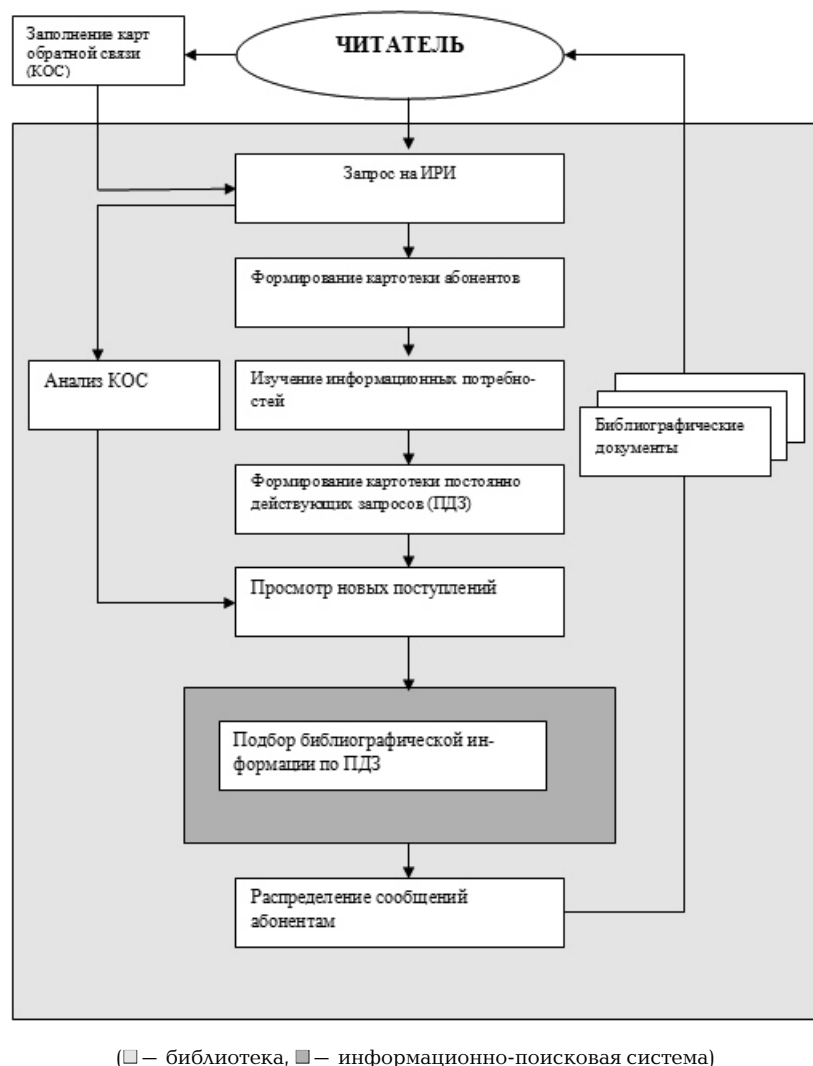 Заполнение карт
обратной связи
(КОС)
ЧИТАТЕЛЬ
Запрос на ИРИ
Формирование картотеки абонентов
Анализ КОС
Изучение информационных потребно-
стей
Библиографические
документы
Формирование картотеки постоянно
действующих запросов (ПДЗ)
Просмотр новых поступлений
Подбор библиографической ин-
формации по ПДЗ
Распределение сообщений
абонентам
(□ – библиотека, ■ – информационно-поисковая система)